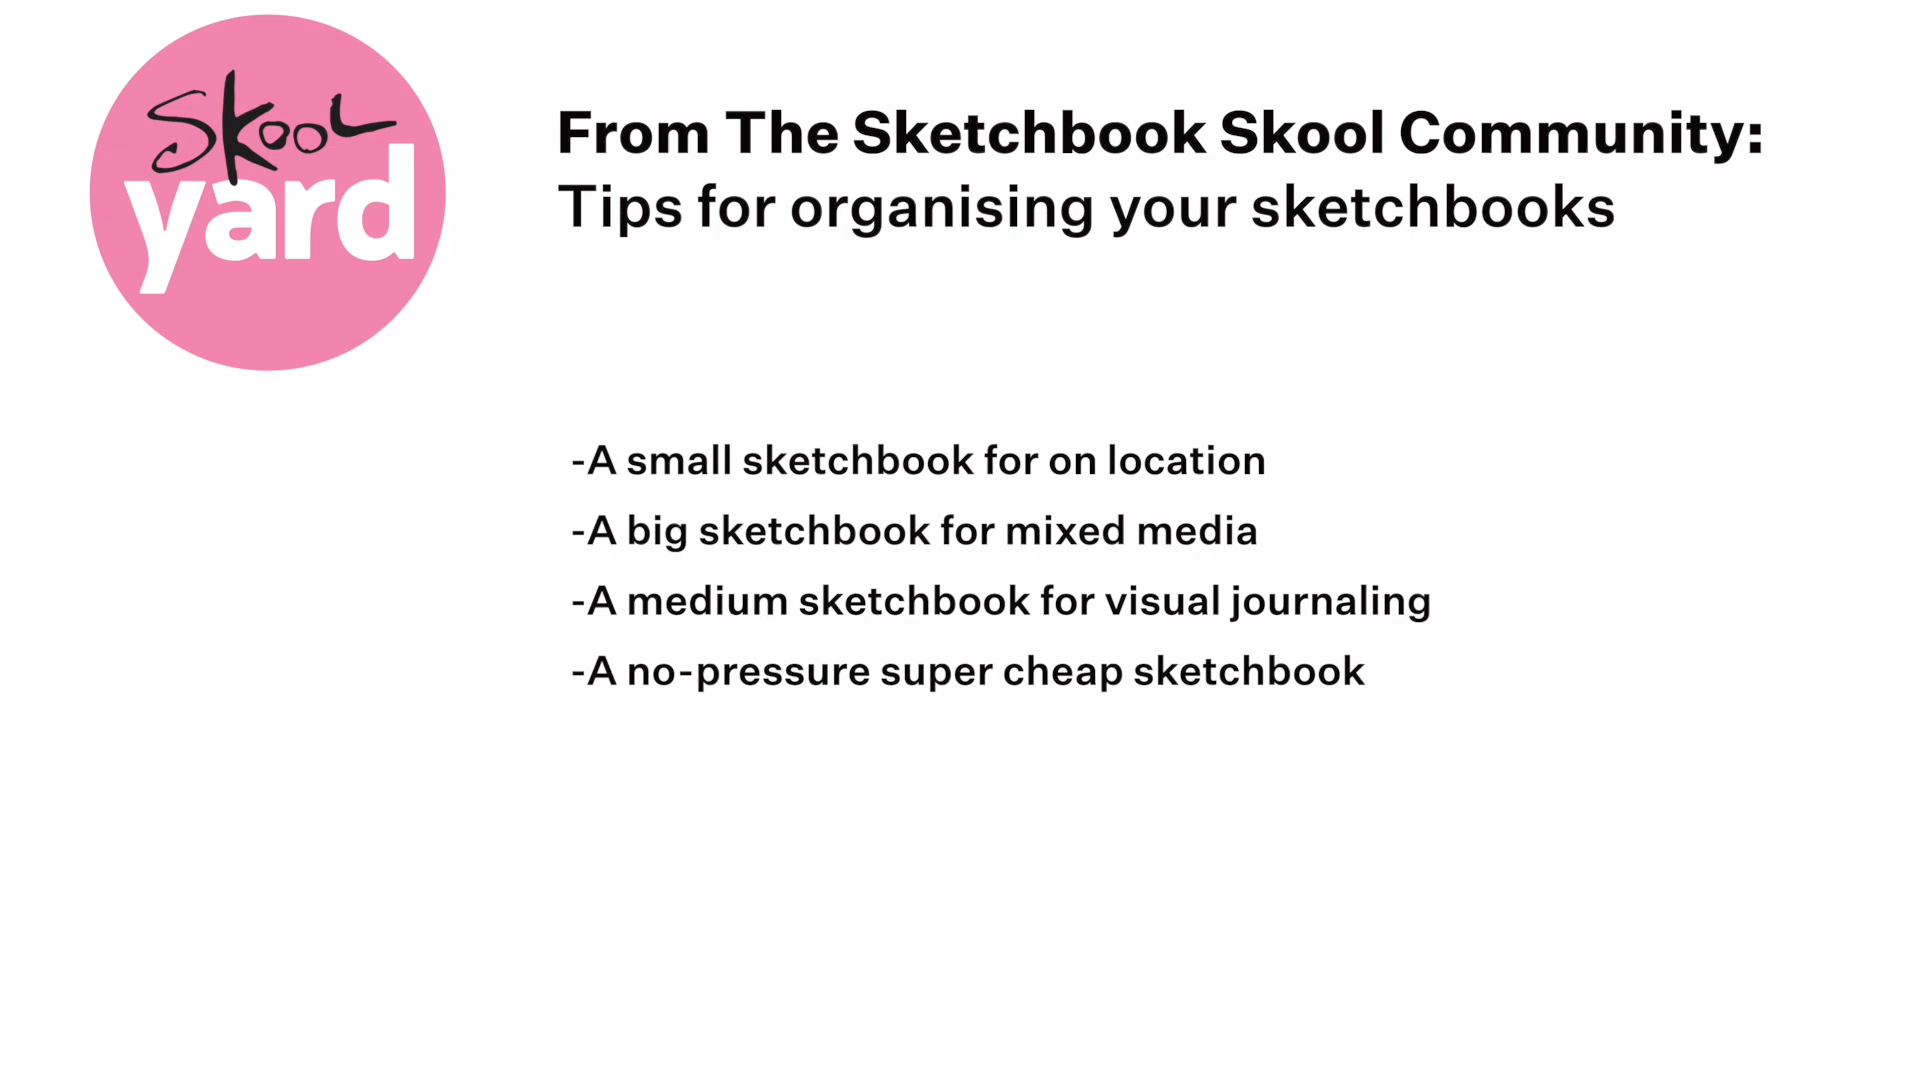 Skool
yard
From The Sketchbook Skool Community:
Tips for organising your sketchbooks
-A small sketchbook for on location
-A big sketchbook for mixed media
-A medium sketchbook for visual journaling
-A no-pressure super cheap sketchbook